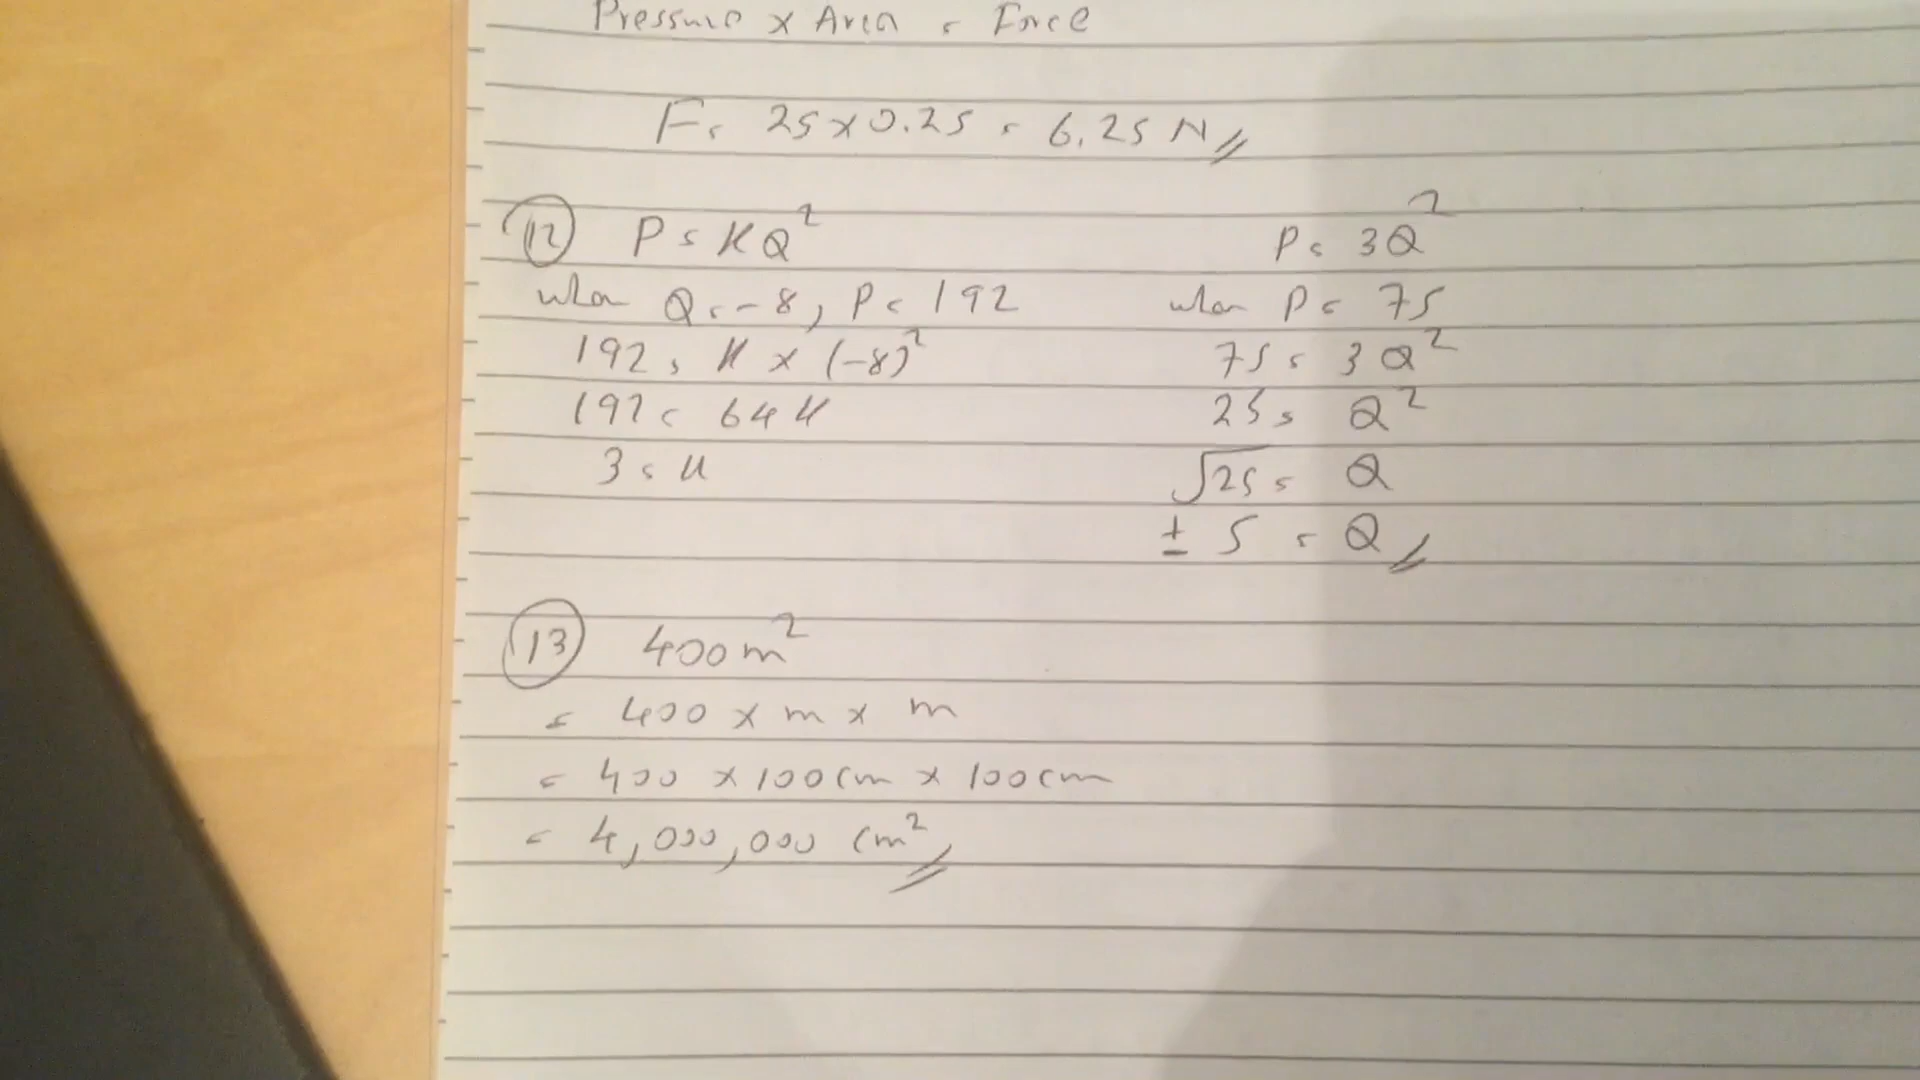 Pressure × Area = Force
F = 25 × 0.25 = 6.25 N
12 P = KQ²
when Q = -8, P = 192
192 = K × (-8)²
192 = 64K
3 = K
P = 3Q²
when P = 75
75 = 3Q²
25 = Q²
√25 = Q
± 5 = Q
13 400m²
= 400 × m × m
= 400 × 100cm × 100cm
= 4,000,000 cm²